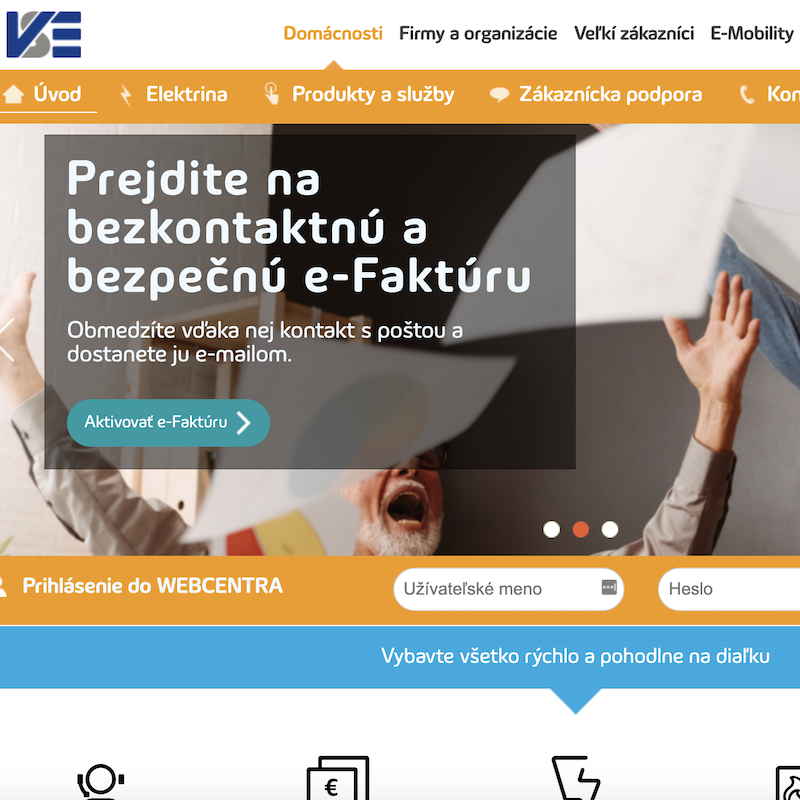 VSE
Domácnosti Firmy a organizácie Veľkí zákazníci E-Mobility
Úvod Elektrina Produkty a služby Zákaznícka podpora Kon
Prejdite na
bezkontaktnú a
bezpečnú e-Faktúru
Obmedzíte vďaka nej kontakt s poštou a
dostanete ju e-mailom.
Aktivovať e-Faktúru
Prihlásenie do WEBCENTRA Užívateľské meno Heslo
Vybavte všetko rýchlo a pohodlne na diaľku
€